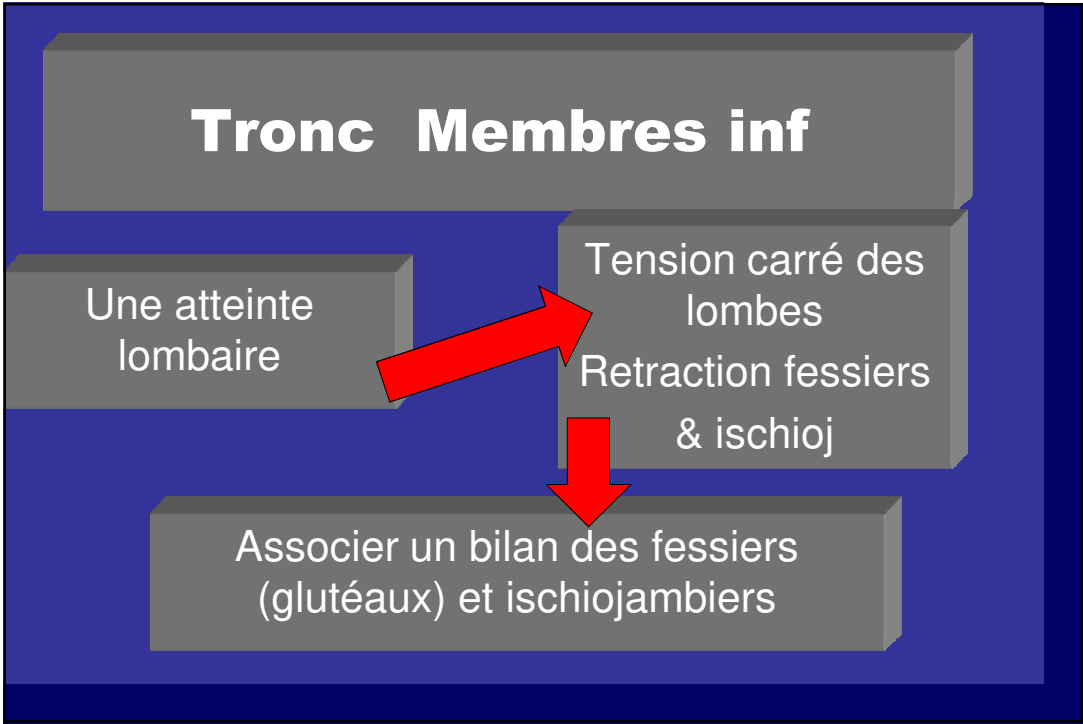 Tronc Membres inf
Une atteinte
lombaire
Tension carré des
lombes
Retraction fessiers
& ischioj
Associer un bilan des fessiers
(glutéaux) et ischiojambiers